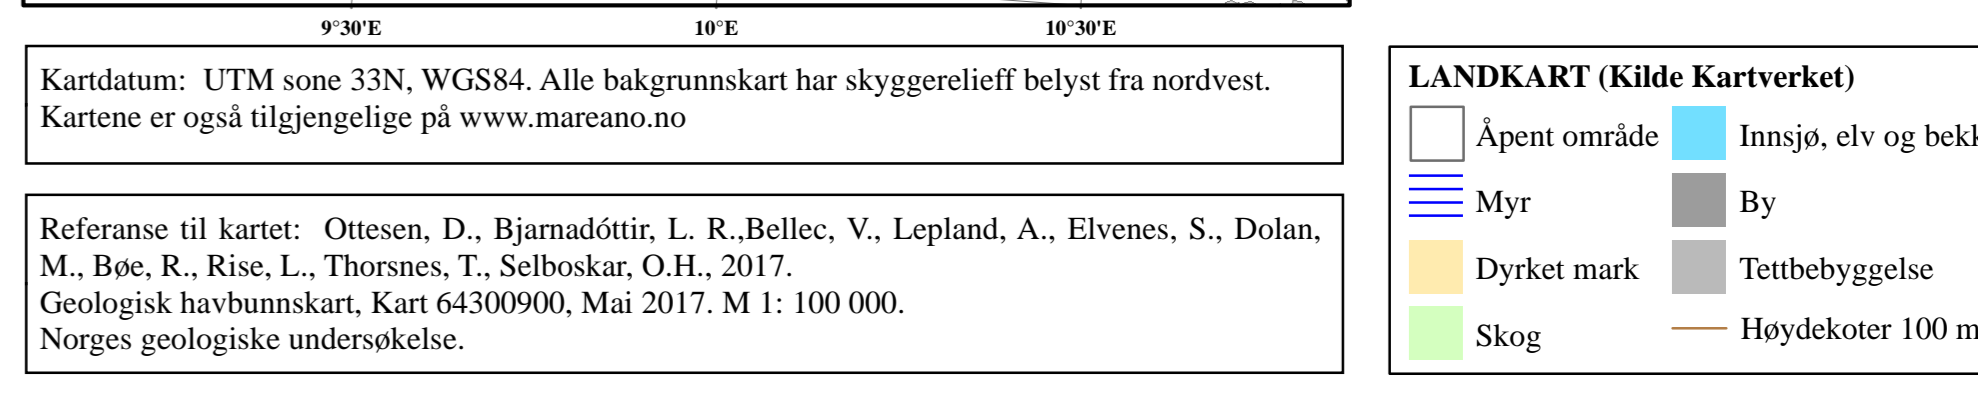 9°30'E 10°E 10°30'E
Kartdatum: UTM sone 33N, WGS84. Alle bakgrunnskart har skyggerelieff belyst fra nordvest.
Kartene er også tilgjengelige på www.mareano.no
Referanse til kartet: Ottesen, D., Bjarnadóttir, L. R.,Bellec, V., Lepland, A., Elvenes, S., Dolan,
M., Bøe, R., Rise, L., Thorsnes, T., Selboskar, O.H., 2017.
Geologisk havbunnskart, Kart 64300900, Mai 2017. M 1: 100 000.
Norges geologiske undersøkelse.
LANDKART (Kilde Kartverket)
Åpent område Innsjø, elv og bekk
Myr By
Dyrket mark Tettbebyggelse
Skog Høydekoter 100 m